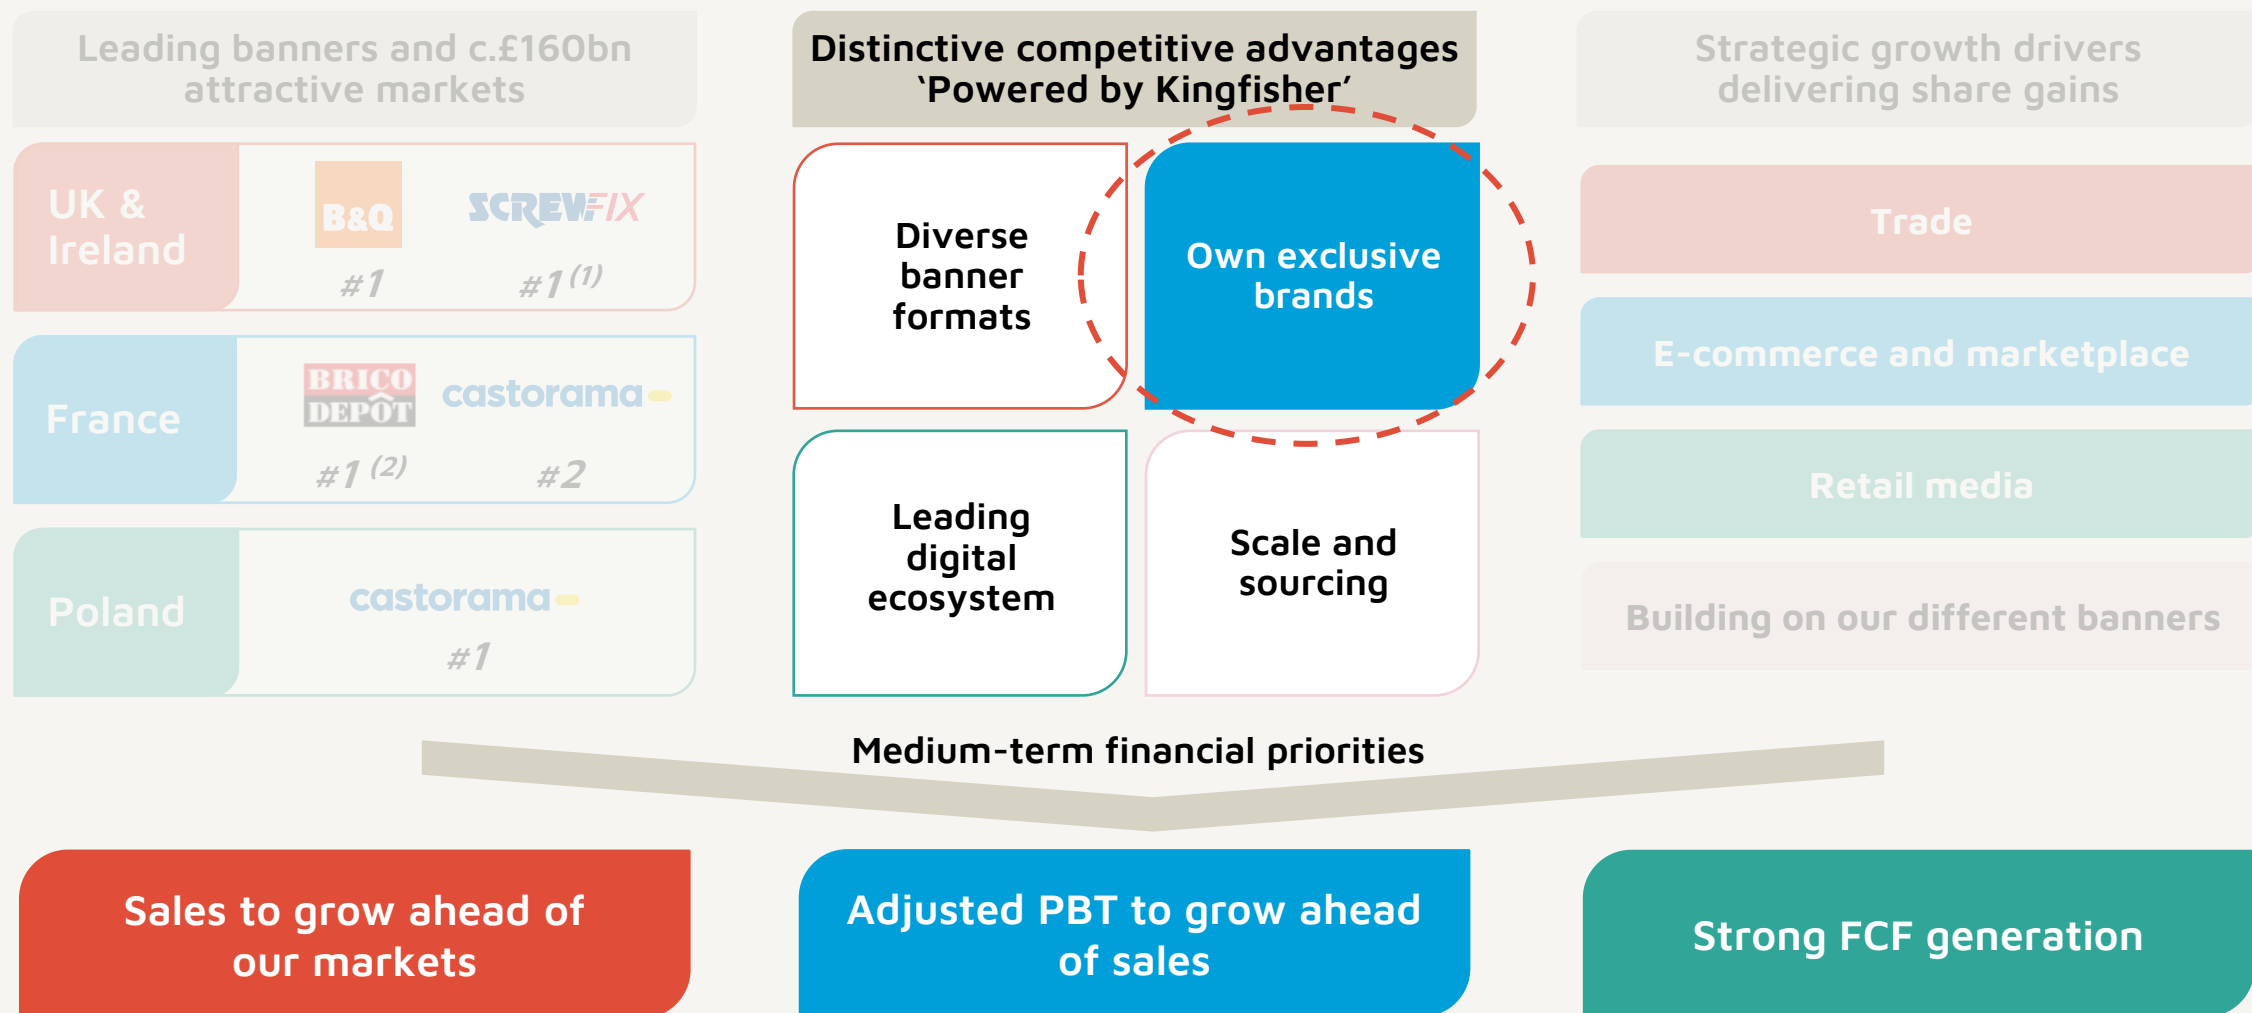 Leading banners and c.£160bn
attractive markets
UK &
Ireland
B&Q
#1
SCREWFIX
#1 (1)
France
BRICO
DEPÔT
#1 (2)
castorama
#2
Poland
castorama
#1
Distinctive competitive advantages
‘Powered by Kingfisher’
Diverse
banner
formats
Own exclusive
brands
Leading
digital
ecosystem
Scale and
sourcing
Strategic growth drivers
delivering share gains
Trade
E-commerce and marketplace
Retail media
Building on our different banners
Medium-term financial priorities
Sales to grow ahead of
our markets
Adjusted PBT to grow ahead
of sales
Strong FCF generation